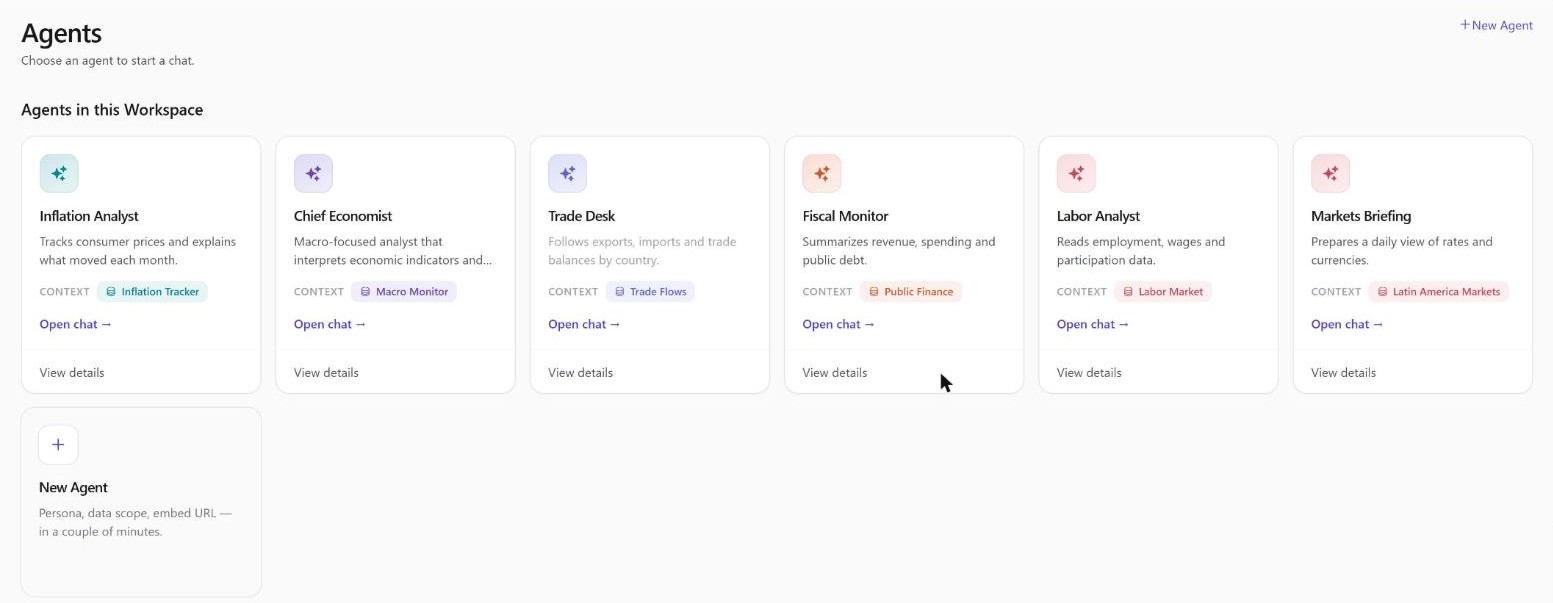 Agents
+ New Agent
Choose an agent to start a chat.
Agents in this Workspace
Inflation Analyst
Tracks consumer prices and explains
what moved each month.
CONTEXT Inflation Tracker
Open chat →
View details
Chief Economist
Macro-focused analyst that
interprets economic indicators and...
CONTEXT Macro Monitor
Open chat →
View details
Trade Desk
Follows exports, imports and trade
balances by country.
CONTEXT Trade Flows
Open chat →
View details
Fiscal Monitor
Summarizes revenue, spending and
public debt.
CONTEXT Public Finance
Open chat →
View details
Labor Analyst
Reads employment, wages and
participation data.
CONTEXT Labor Market
Open chat →
View details
Markets Briefing
Prepares a daily view of rates and
currencies.
CONTEXT Latin America Markets
Open chat →
View details
New Agent
Persona, data scope, embed URL —
in a couple of minutes.